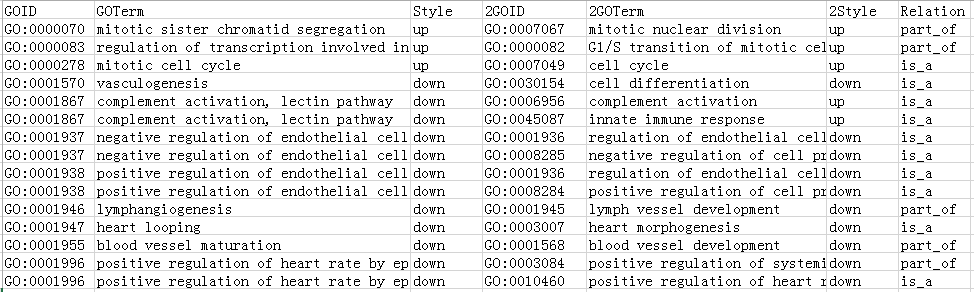 GOID GOTerm Style 2GOID 2GOTerm 2Style Relation
GO:0000070 mitotic sister chromatid segregation up GO:0007067 mitotic nuclear division up part_of
GO:0000083 regulation of transcription involved in up GO:0000082 G1/S transition of mitotic cel up part_of
GO:0000278 mitotic cell cycle up GO:0007049 cell cycle up is_a
GO:0001570 vasculogenesis down GO:0030154 cell differentiation down is_a
GO:0001867 complement activation, lectin pathway down GO:0006956 complement activation up is_a
GO:0001867 complement activation, lectin pathway down GO:0045087 innate immune response up is_a
GO:0001937 negative regulation of endothelial cell down GO:0001936 regulation of endothelial cell down is_a
GO:0001937 negative regulation of endothelial cell down GO:0008285 negative regulation of cell pr down is_a
GO:0001938 positive regulation of endothelial cell down GO:0001936 regulation of endothelial cell down is_a
GO:0001938 positive regulation of endothelial cell down GO:0008284 positive regulation of cell pr down is_a
GO:0001946 lymphangiogenesis down GO:0001945 lymph vessel development down part_of
GO:0001947 heart looping down GO:0003007 heart morphogenesis down is_a
GO:0001955 blood vessel maturation down GO:0001568 blood vessel development down part_of
GO:0001996 positive regulation of heart rate by ep down GO:0003084 positive regulation of systemi down part_of
GO:0001996 positive regulation of heart rate by ep down GO:0010460 positive regulation of heart r down is_a